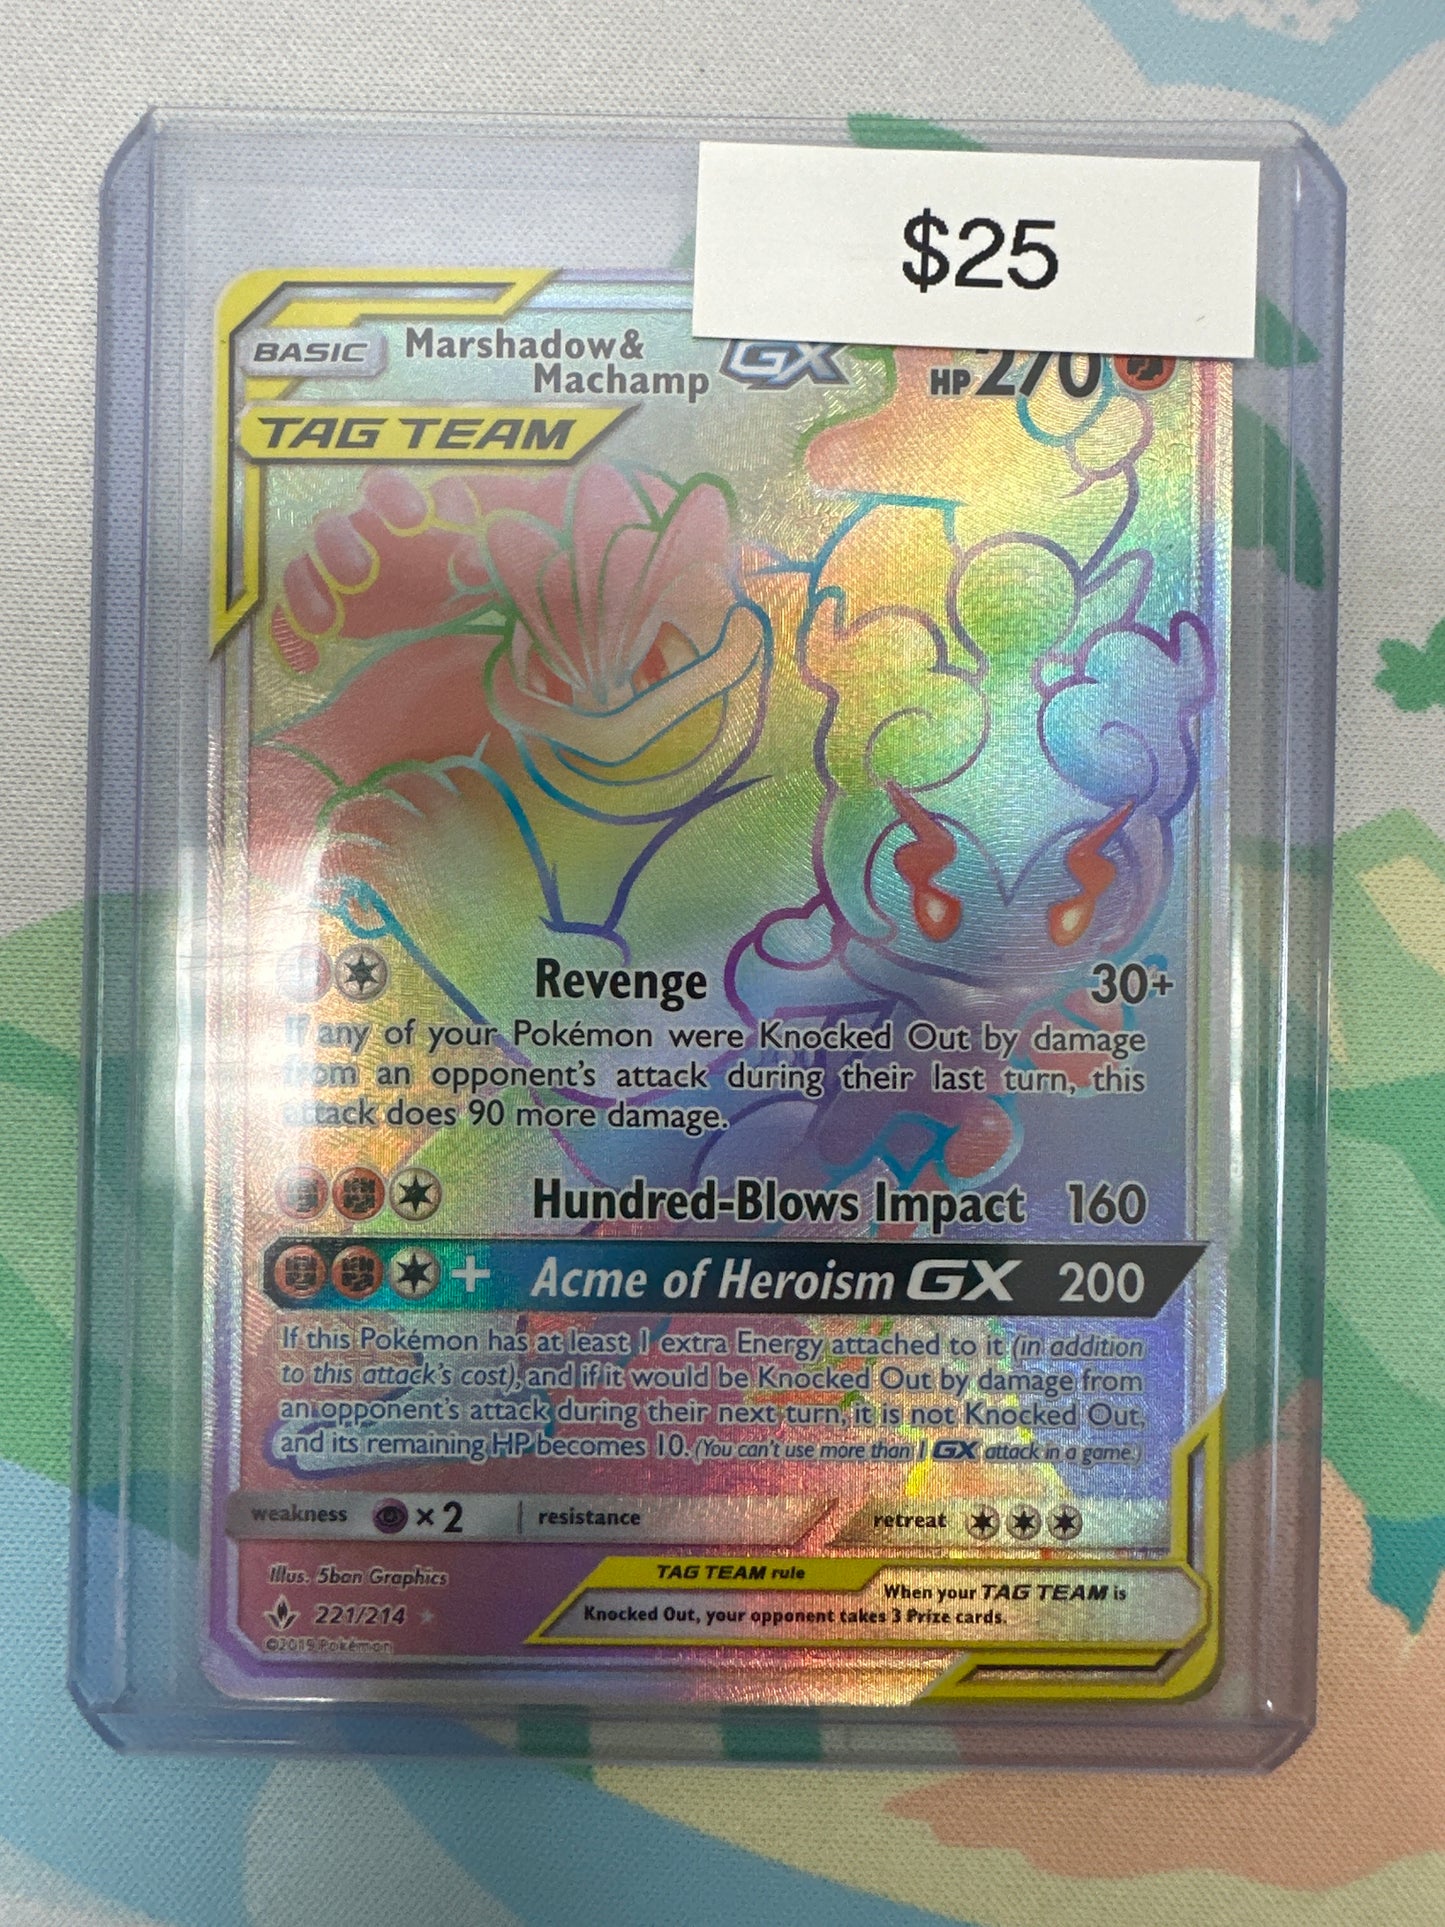 $25
BASIC Marshadow& GX HP 270
Machamp
TAG TEAM
Revenge 30+
If any of your Pokémon were Knocked Out by damage
from an opponent's attack during their last turn, this
attack does 90 more damage.
Hundred-Blows Impact 160
+ Acme of Heroism GX 200
If this Pokémon has at least 1 extra Energy attached to it (in addition
to this attack's cost), and if it would be Knocked Out by damage from
an opponent's attack during their next turn, it is not Knocked Out,
and its remaining HP becomes 10. (You can't use more than 1 GX attack in a game.)
weakness ×2 resistance retreat
Illus. 5ban Graphics
TAG TEAM rule
When your TAG TEAM is
Knocked Out, your opponent takes 3 Prize cards.
221/214
©2019 Pokémon